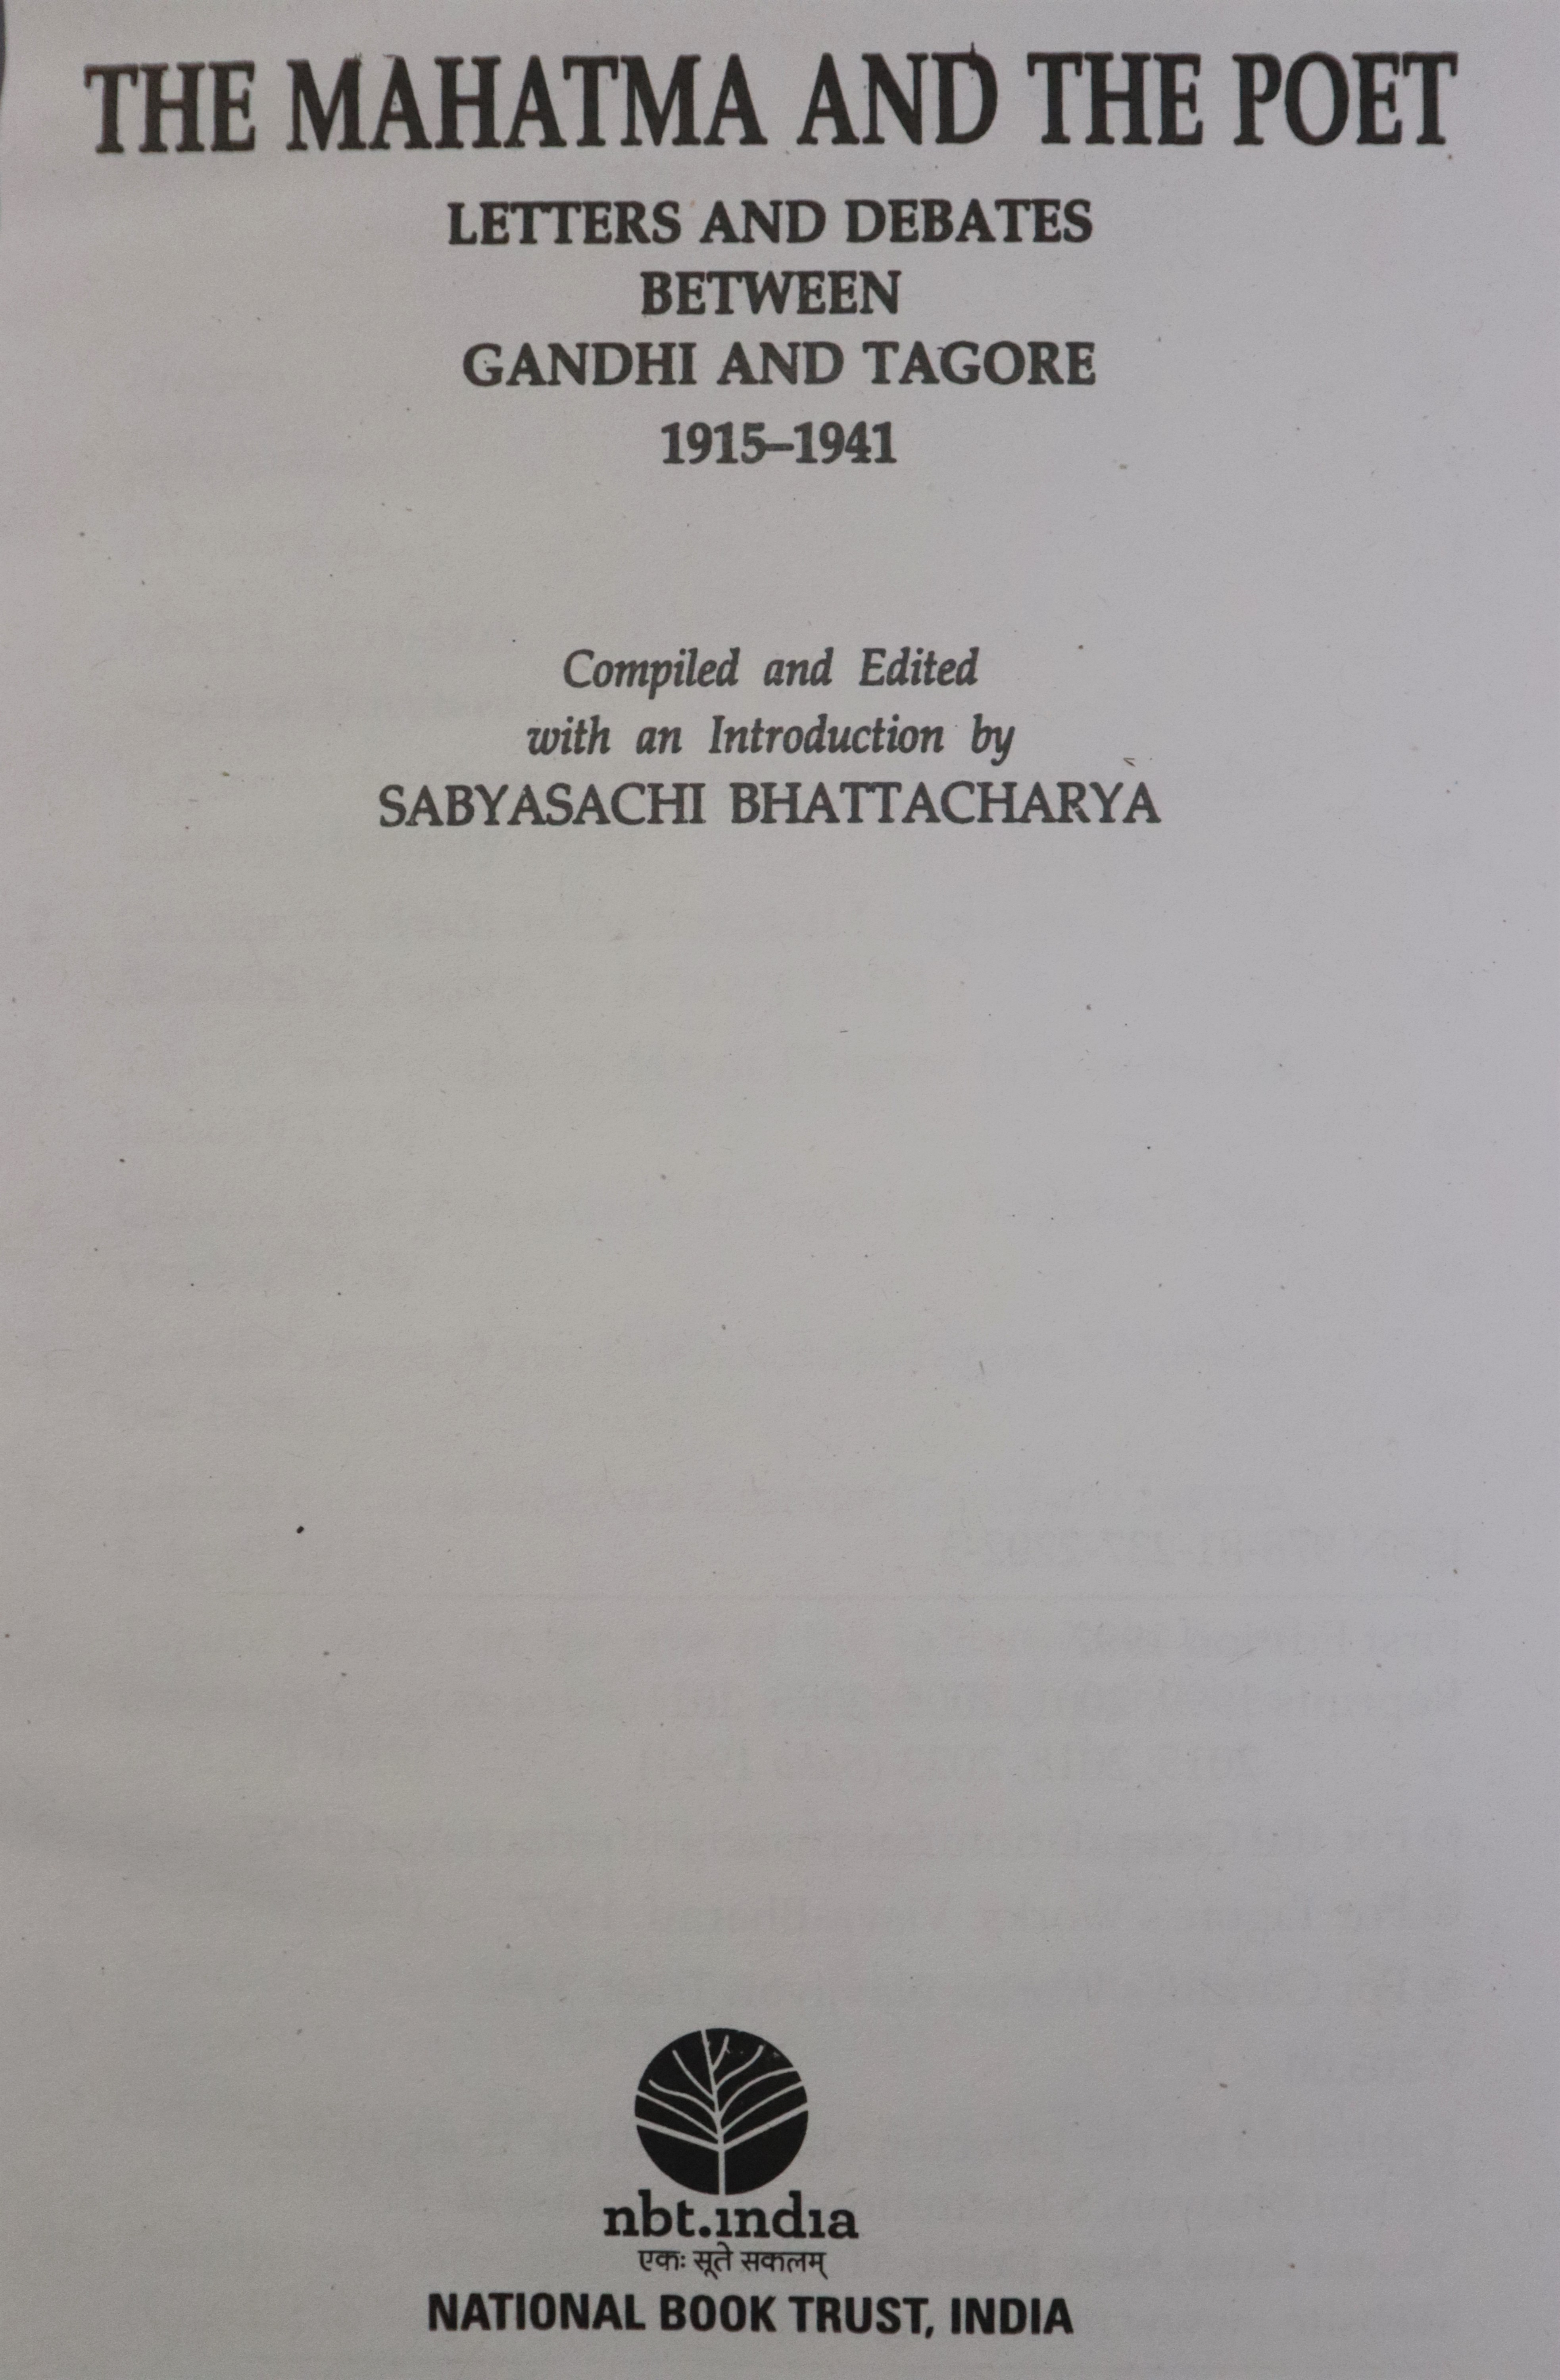 THE MAHATMA AND THE POET
LETTERS AND DEBATES
BETWEEN
GANDHI AND TAGORE
1915–1941
Compiled and Edited
with an Introduction by
SABYASACHI BHATTACHARYA
nbt.india
एकः सूते सकलम्
NATIONAL BOOK TRUST, INDIA